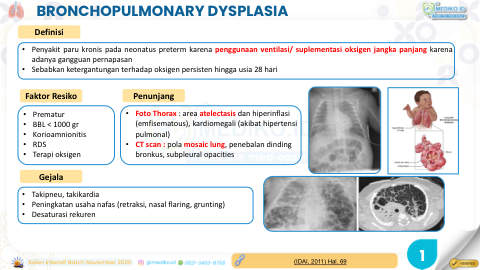 BRONCHOPULMONARY DYSPLASIA
Definisi
• Penyakit paru kronis pada neonatus preterm karena penggunaan ventilasi/ suplementasi oksigen jangka panjang karena
adanya gangguan pernapasan
• Sebabkan ketergantungan terhadap oksigen persisten hingga usia 28 hari
Faktor Resiko
• Prematur
• BBL < 1000 gr
• Korioamnionitis
• RDS
• Terapi oksigen
Penunjang
• Foto Thorax : area atelectasis dan hiperinflasi
(emfisematous), kardiomegali (akibat hipertensi
pulmonal)
• CT scan : pola mosaic lung, penebalan dinding
bronkus, subpleural opacities
Gejala
• Takipneu, takikardia
• Peningkatan usaha nafas (retraksi, nasal flaring, grunting)
• Desaturasi rekuren
(IDAI, 2011) Hal. 69
1